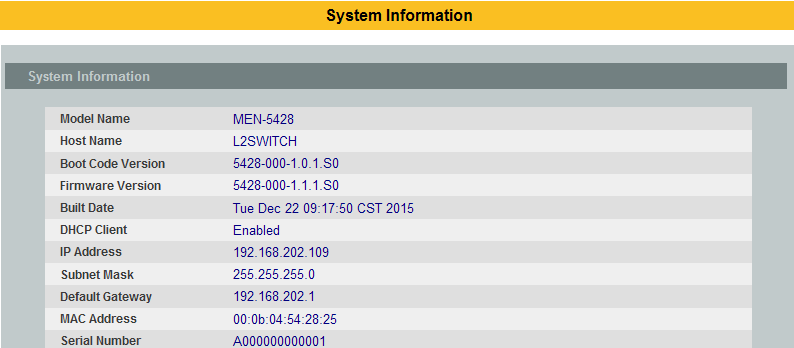 System Information
System Information
Model Name MEN-5428
Host Name L2SWITCH
Boot Code Version 5428-000-1.0.1.S0
Firmware Version 5428-000-1.1.1.S0
Built Date Tue Dec 22 09:17:50 CST 2015
DHCP Client Enabled
IP Address 192.168.202.109
Subnet Mask 255.255.255.0
Default Gateway 192.168.202.1
MAC Address 00:0b:04:54:28:25
Serial Number A000000000001